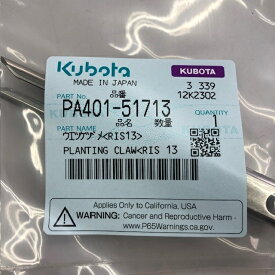 Kubota
KUBOTA
MADE IN JAPAN
3 339
12K2302
品番
PART NO.
PA401-51713
品名
数量
QUANTITY
1
PART NAME
PLANTING CLAW<RIS 13
Applies Only to California, USA
WARNING: Cancer and Reproductive Harm
www.P65Warnings.ca.gov.